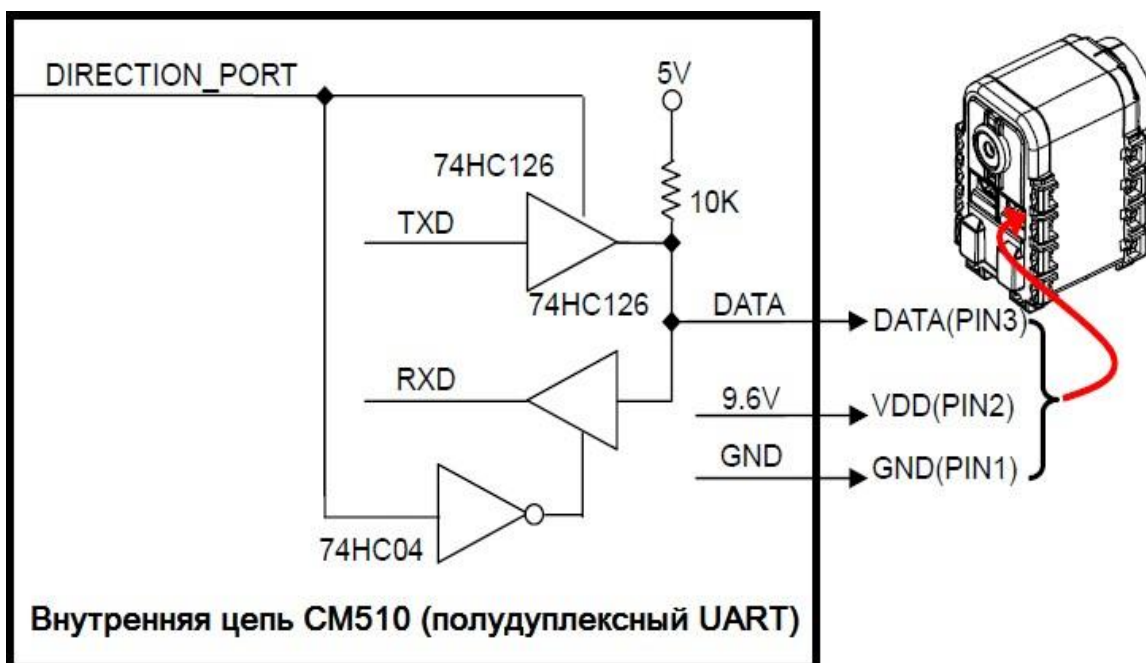 DIRECTION_PORT
5V
74HC126
10K
TXD
74HC126
DATA
DATA(PIN3)
RXD
9.6V
VDD(PIN2)
GND
GND(PIN1)
74HC04
Внутренняя цепь CM510 (полудуплексный UART)